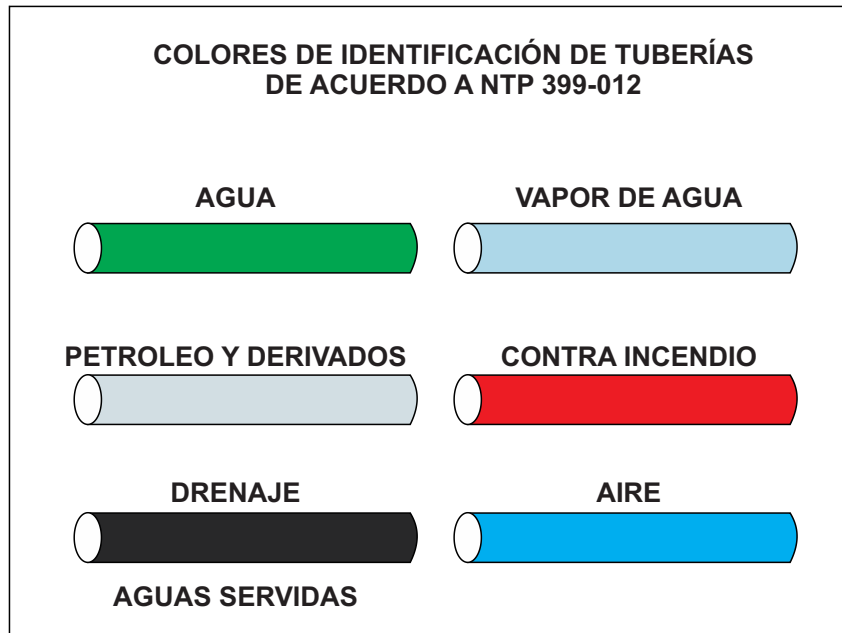 COLORES DE IDENTIFICACIÓN DE TUBERÍAS
DE ACUERDO A NTP 399-012
AGUA
VAPOR DE AGUA
PETROLEO Y DERIVADOS
CONTRA INCENDIO
DRENAJE
AIRE
AGUAS SERVIDAS